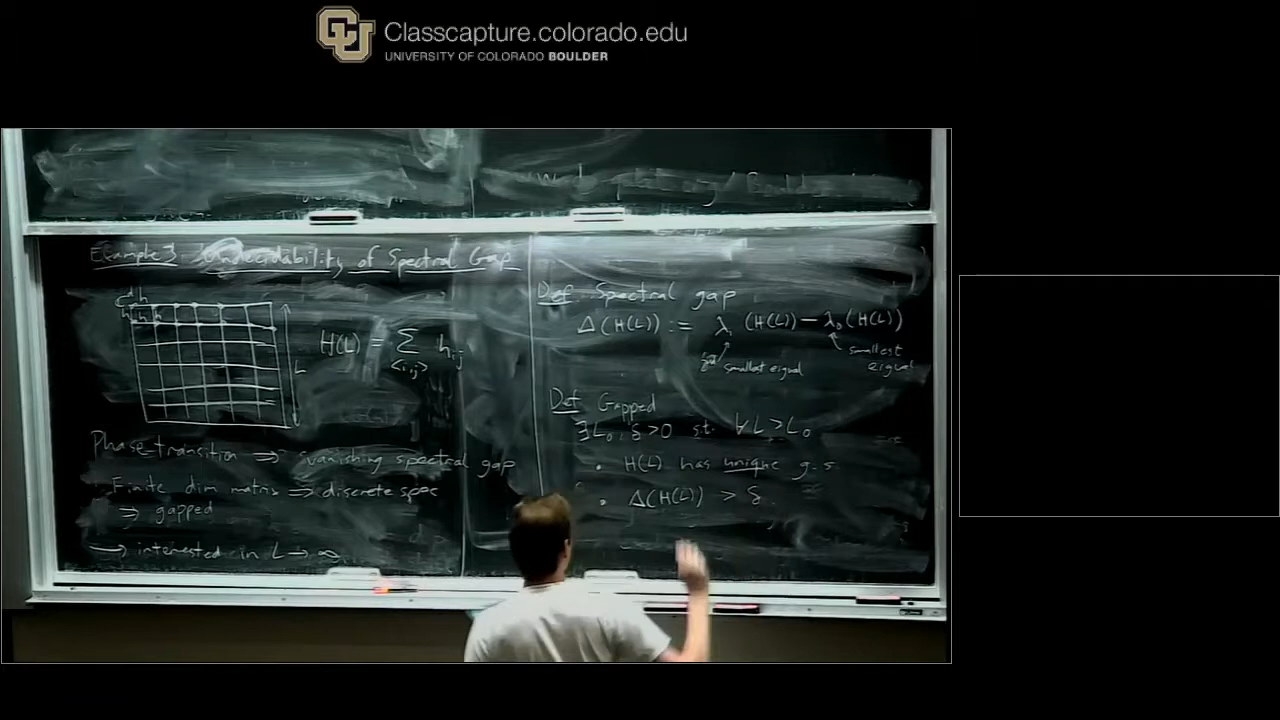 CU Classcapture.colorado.edu
UNIVERSITY OF COLORADO BOULDER
Example 3 Undecidability of Spectral Gap
C^d h
h h h
L
H(L) = Σ h_ij
<i,j>
Phase transition ⟹ vanishing spectral gap
Finite dim matrix ⟹ discrete spec
⟹ gapped
⟶ interested in L → ∞
Def Spectral gap
Δ(H(L)) := λ₁ (H(L)) - λ₀ (H(L))
smallest eigval
smallest
eigval
Def Gapped
∃ L₀, δ>0 st. ∀ L > L₀
• H(L) has unique g.s
• Δ(H(L)) > δ